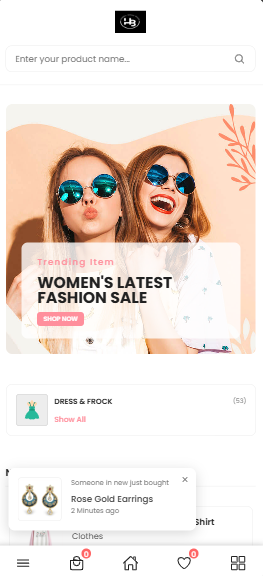 HB
Enter your product name...
Trending Item
WOMEN'S LATEST
FASHION SALE
SHOP NOW
DRESS & FROCK
(53)
Show All
N
Someone in new just bought
Rose Gold Earrings
2 Minutes ago
Shirt
Clothes
0
0